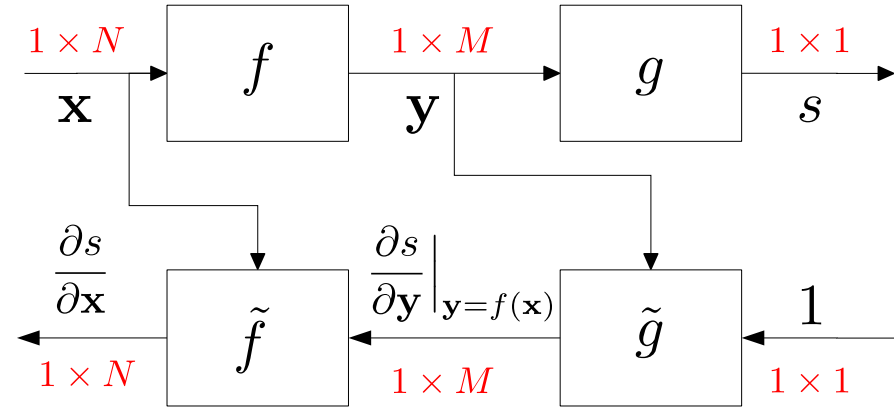 1 × N f 1 × M g 1 × 1
𝐱 𝐲 s
∂s/∂𝐱 ∂s/∂𝐲|𝐲=f(𝐱) 1
f̃ g̃
1 × N 1 × M 1 × 1